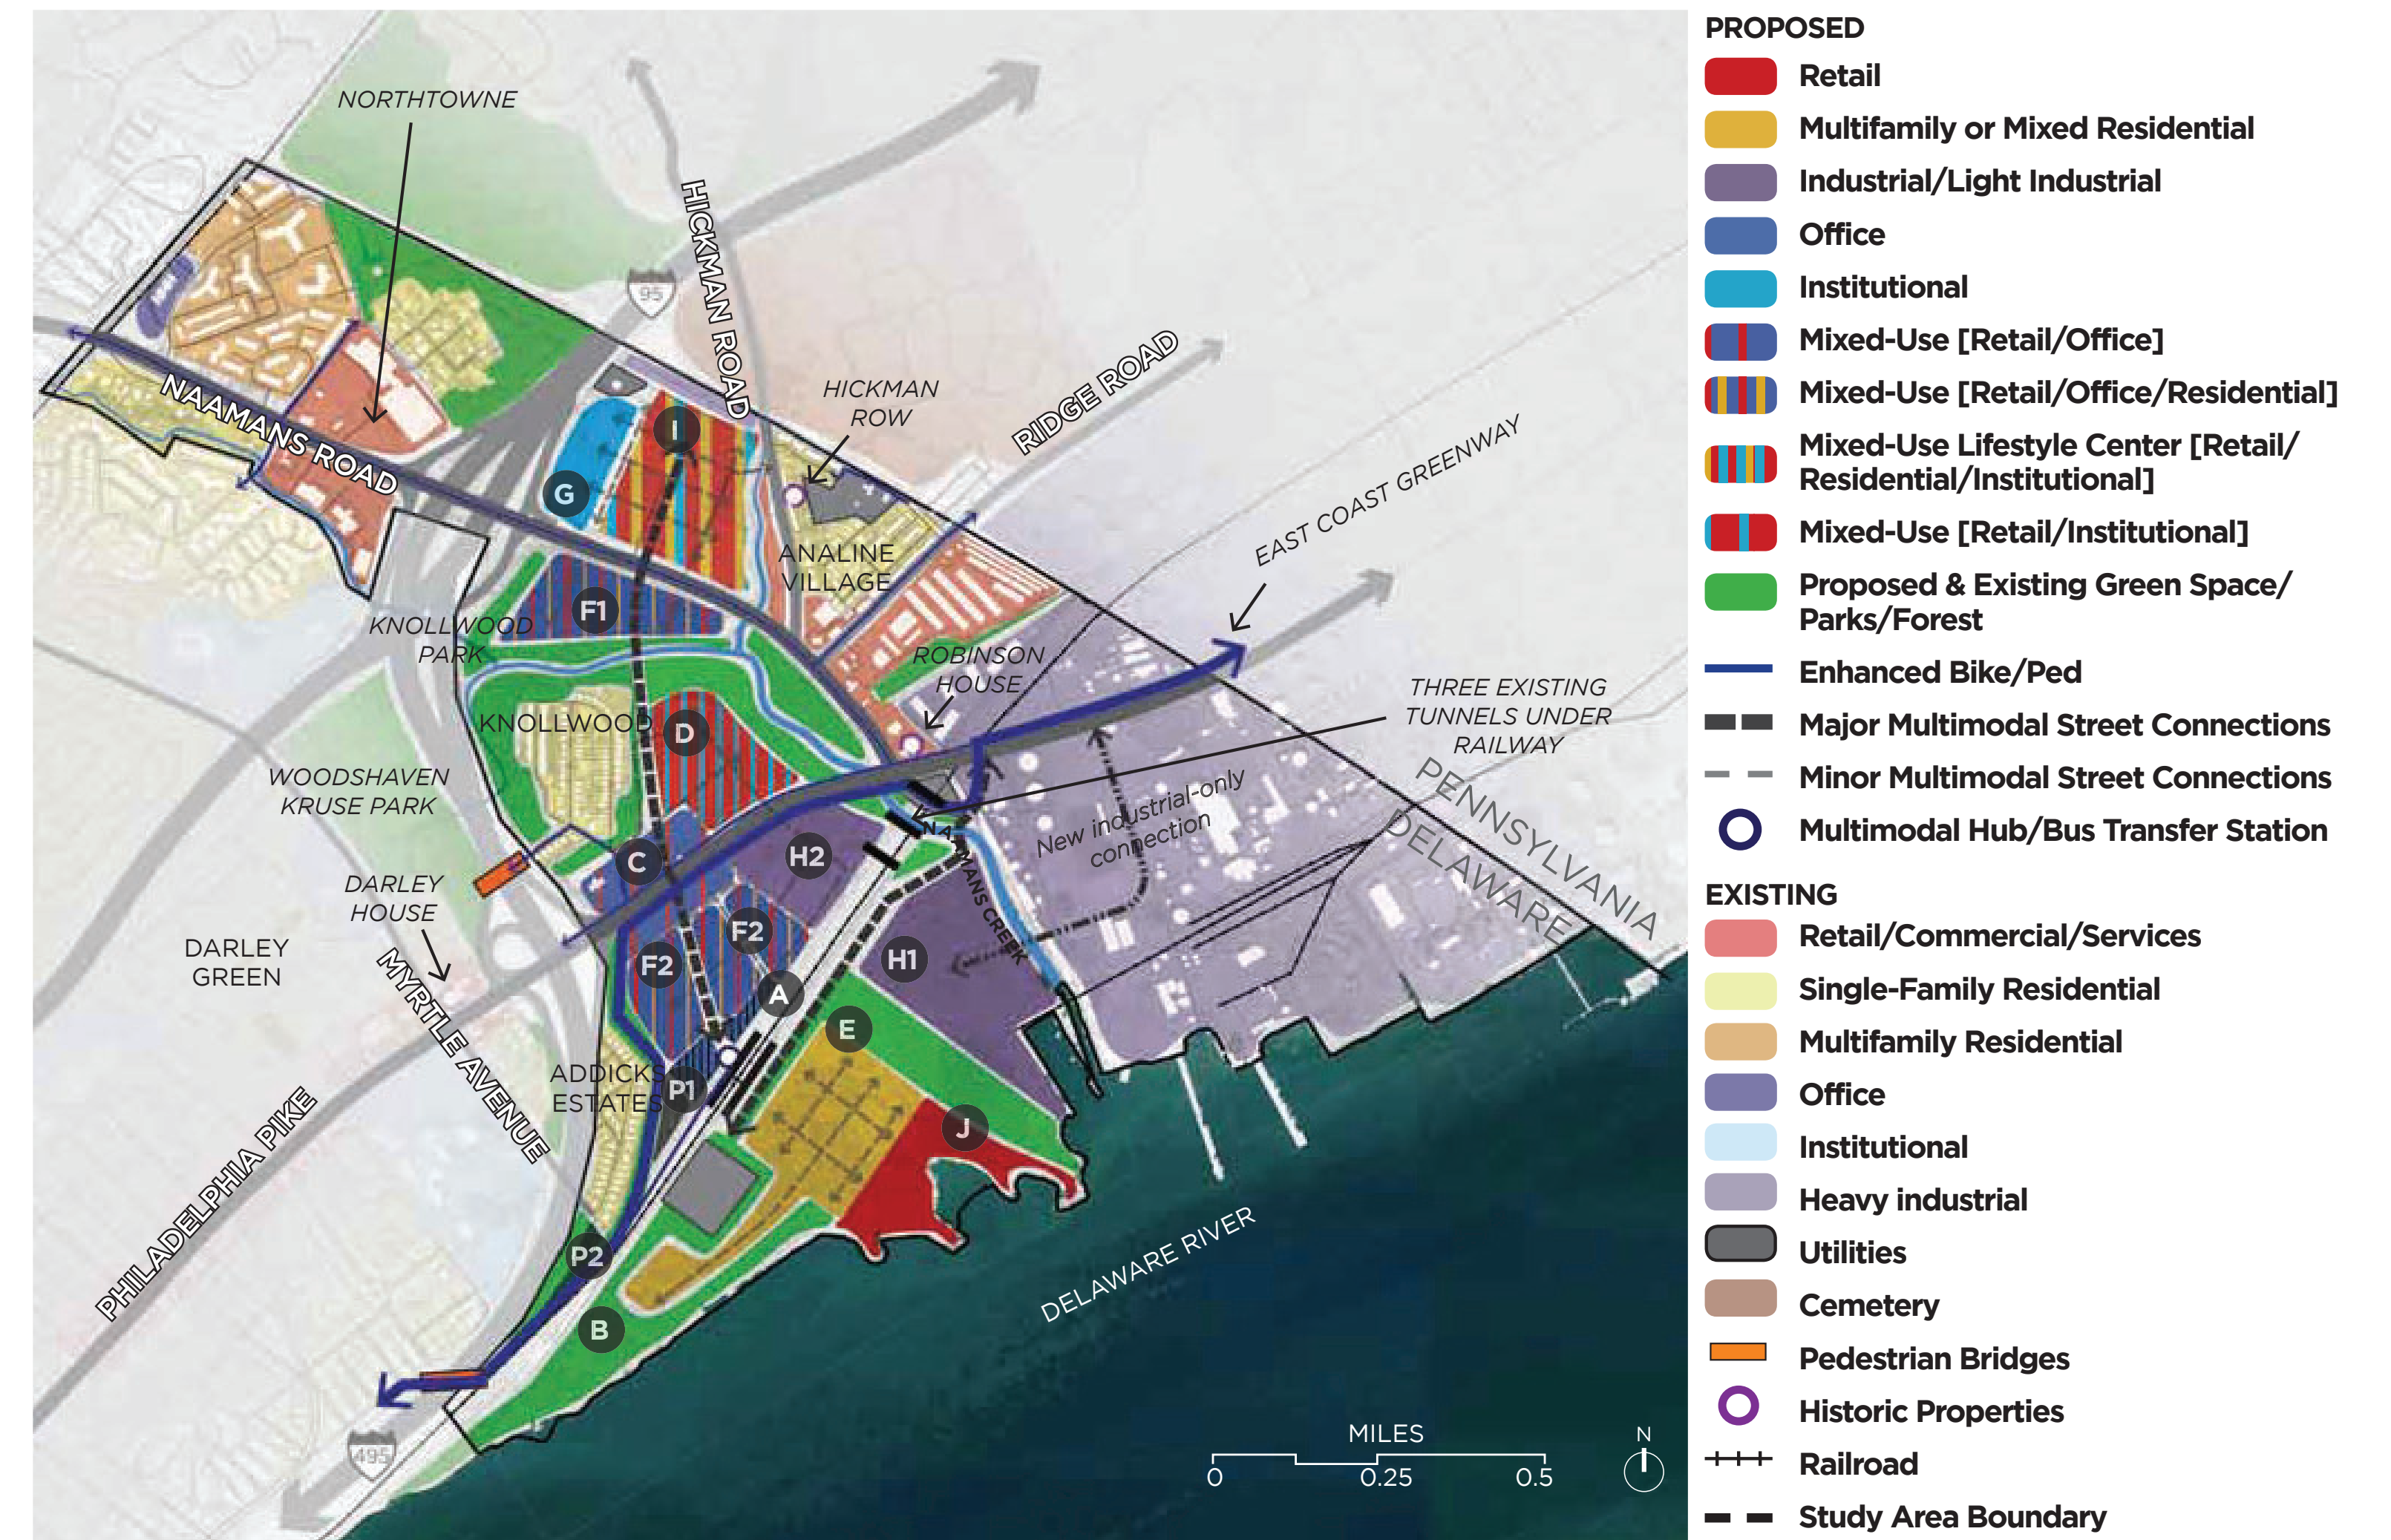 NORTHTOWNE
HICKMAN ROAD
95
HICKMAN
ROW
RIDGE ROAD
NAAMANS ROAD
EAST COAST GREENWAY
I
G
ANALINE
VILLAGE
F1
KNOLLWOOD
PARK
ROBINSON
HOUSE
THREE EXISTING
TUNNELS UNDER
RAILWAY
KNOLLWOOD
D
WOODSHAVEN
KRUSE PARK
New industrial-only
connection
PENNSYLVANIA
DELAWARE
C
H2
NAAMANS CREEK
DARLEY
HOUSE
DARLEY
GREEN
F2
F2
H1
MYRTLE AVENUE
A
E
ADDICKS
ESTATES
P1
J
PHILADELPHIA PIKE
P2
DELAWARE RIVER
B
495
MILES
0 0.25 0.5
N
PROPOSED
Retail
Multifamily or Mixed Residential
Industrial/Light Industrial
Office
Institutional
Mixed-Use [Retail/Office]
Mixed-Use [Retail/Office/Residential]
Mixed-Use Lifestyle Center [Retail/
Residential/Institutional]
Mixed-Use [Retail/Institutional]
Proposed & Existing Green Space/
Parks/Forest
Enhanced Bike/Ped
Major Multimodal Street Connections
Minor Multimodal Street Connections
Multimodal Hub/Bus Transfer Station
EXISTING
Retail/Commercial/Services
Single-Family Residential
Multifamily Residential
Office
Institutional
Heavy industrial
Utilities
Cemetery
Pedestrian Bridges
Historic Properties
Railroad
Study Area Boundary